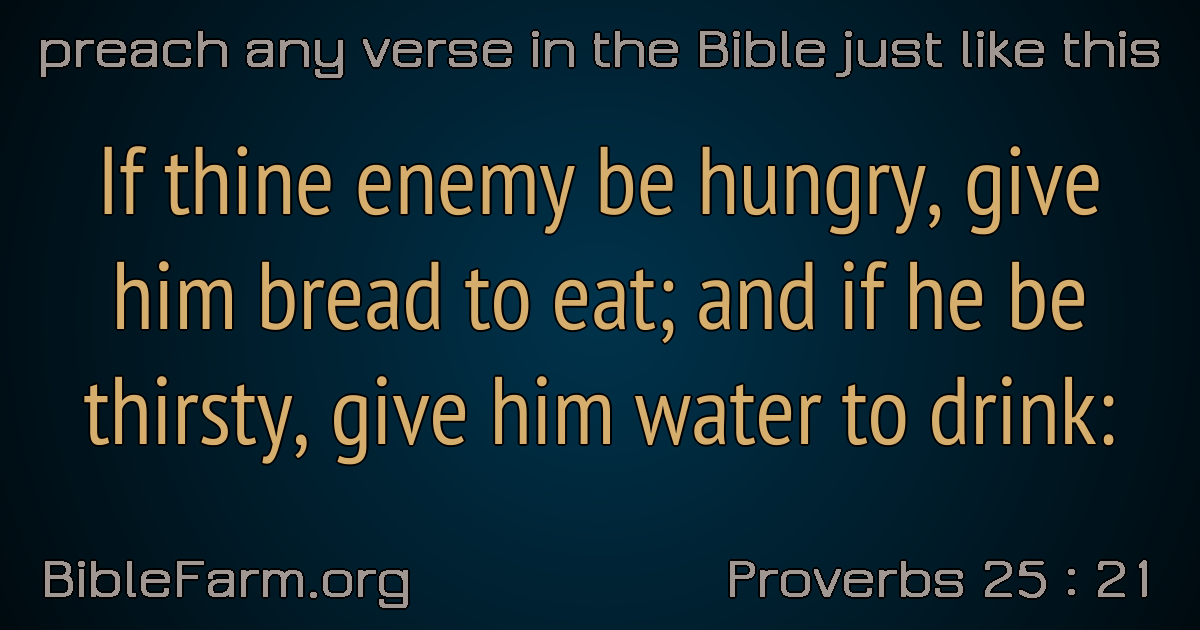 preach any verse in the Bible just like this
If thine enemy be hungry, give
him bread to eat; and if he be
thirsty, give him water to drink:
BibleFarm.org
Proverbs 25 : 21